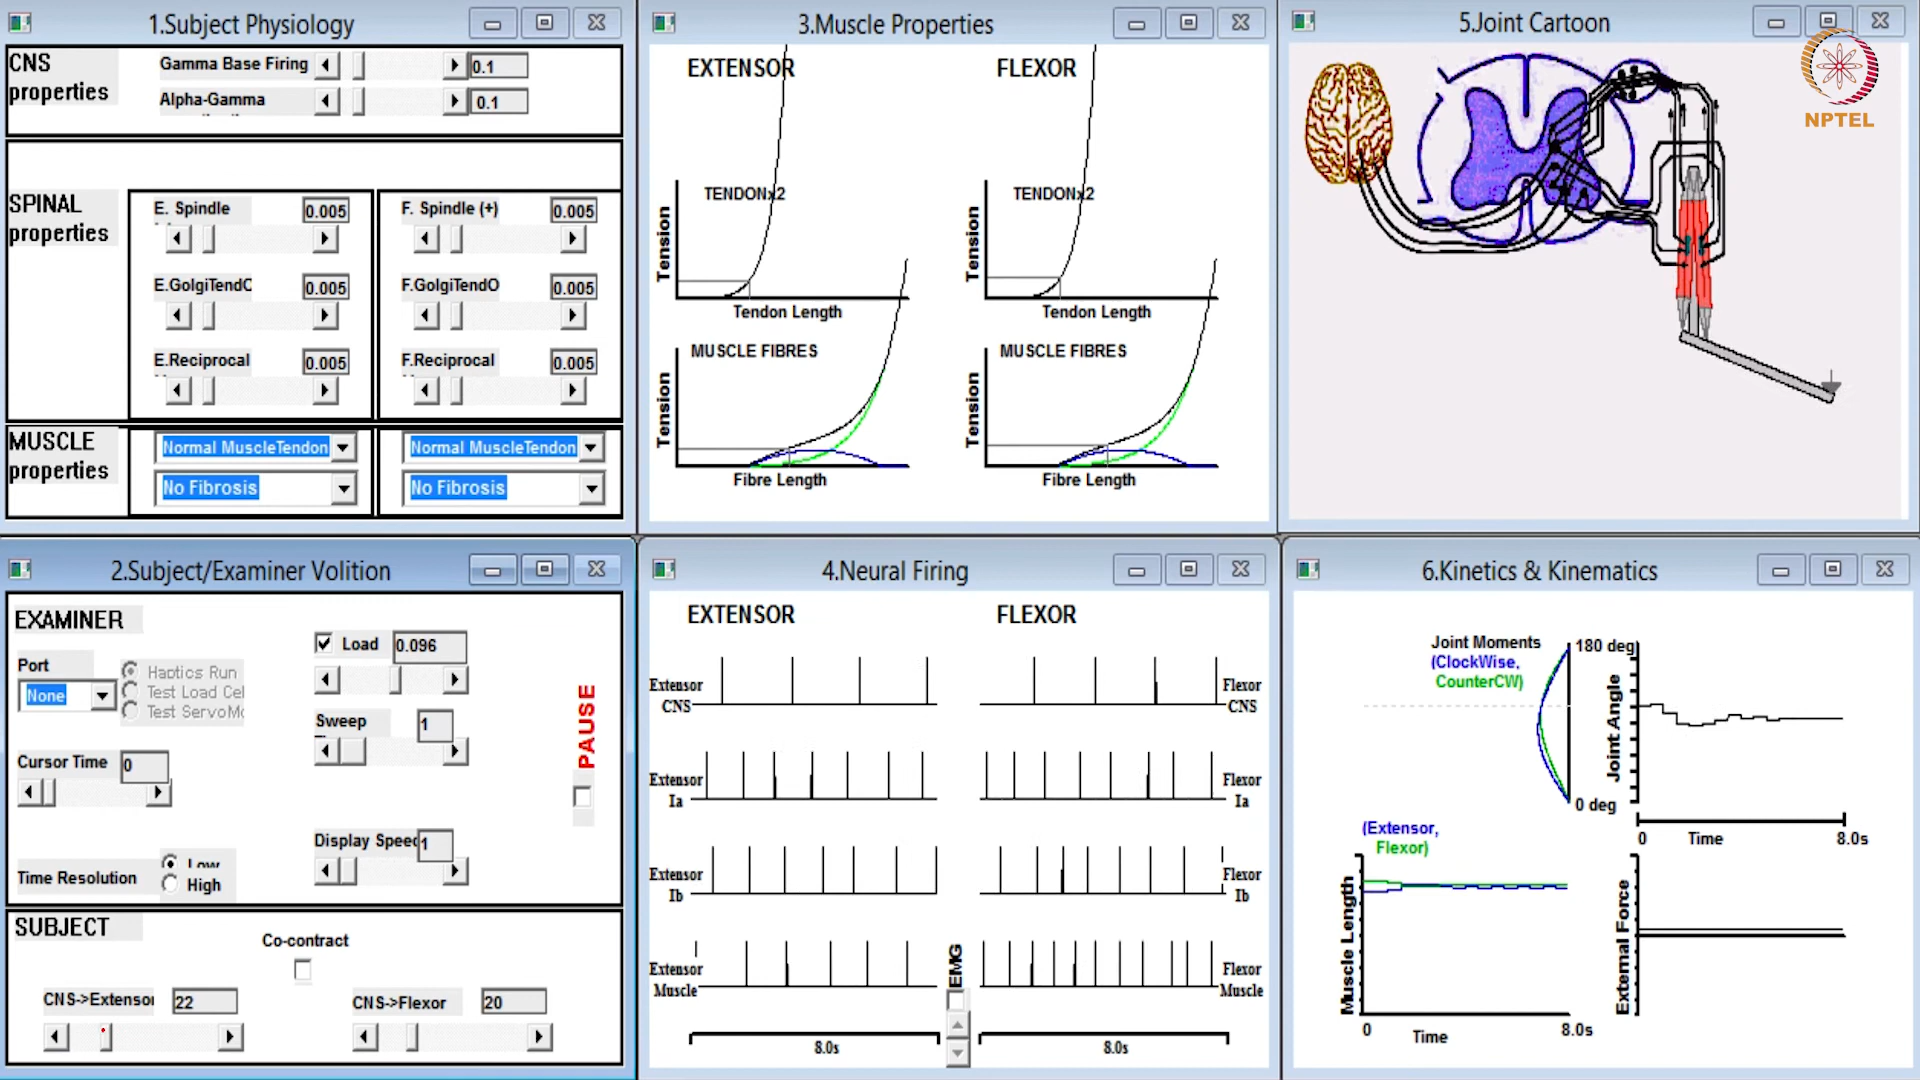 1.Subject Physiology
CNS
properties
Gamma Base Firing
0.1
Alpha-Gamma
0.1
SPINAL
properties
E. Spindle
0.005
F. Spindle (+)
0.005
E.GolgiTendC
0.005
F.GolgiTendO
0.005
E.Reciprocal
0.005
F.Reciprocal
0.005
MUSCLE
properties
Normal MuscleTendon
Normal MuscleTendon
No Fibrosis
No Fibrosis
2.Subject/Examiner Volition
EXAMINER
Port
None
Haptics Run
Test Load Cel
Test ServoMo
Load
0.096
Sweep
1
PAUSE
Cursor Time
0
Display Speed
1
Time Resolution
Low
High
SUBJECT
Co-contract
CNS->Extensor
22
CNS->Flexor
20
3.Muscle Properties
EXTENSOR
FLEXOR
TENDONx2
TENDONx2
Tension
Tension
Tendon Length
Tendon Length
MUSCLE FIBRES
MUSCLE FIBRES
Tension
Tension
Fibre Length
Fibre Length
4.Neural Firing
EXTENSOR
FLEXOR
Extensor
CNS
Flexor
CNS
Extensor
Ia
Flexor
Ia
Extensor
Ib
Flexor
Ib
Extensor
Muscle
EMG
Flexor
Muscle
8.0s
8.0s
5.Joint Cartoon
NPTEL
6.Kinetics & Kinematics
Joint Moments
(ClockWise,
CounterCW)
180 deg
0 deg
Joint Angle
0
Time
8.0s
(Extensor,
Flexor)
Muscle Length
0
Time
8.0s
External Force